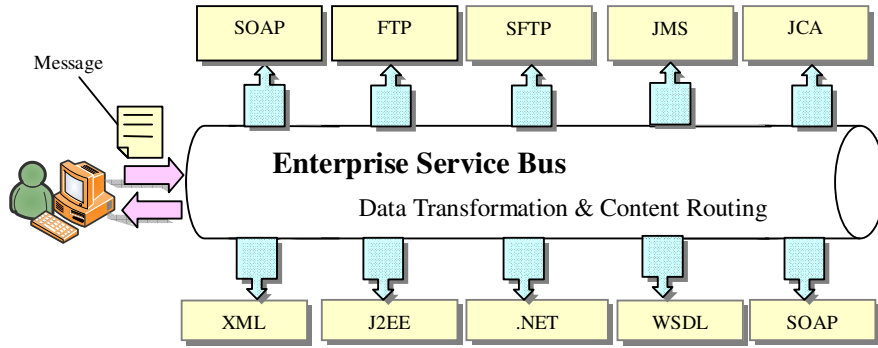 SOAP
FTP
SFTP
JMS
JCA
Message
Enterprise Service Bus
Data Transformation & Content Routing
XML
J2EE
.NET
WSDL
SOAP